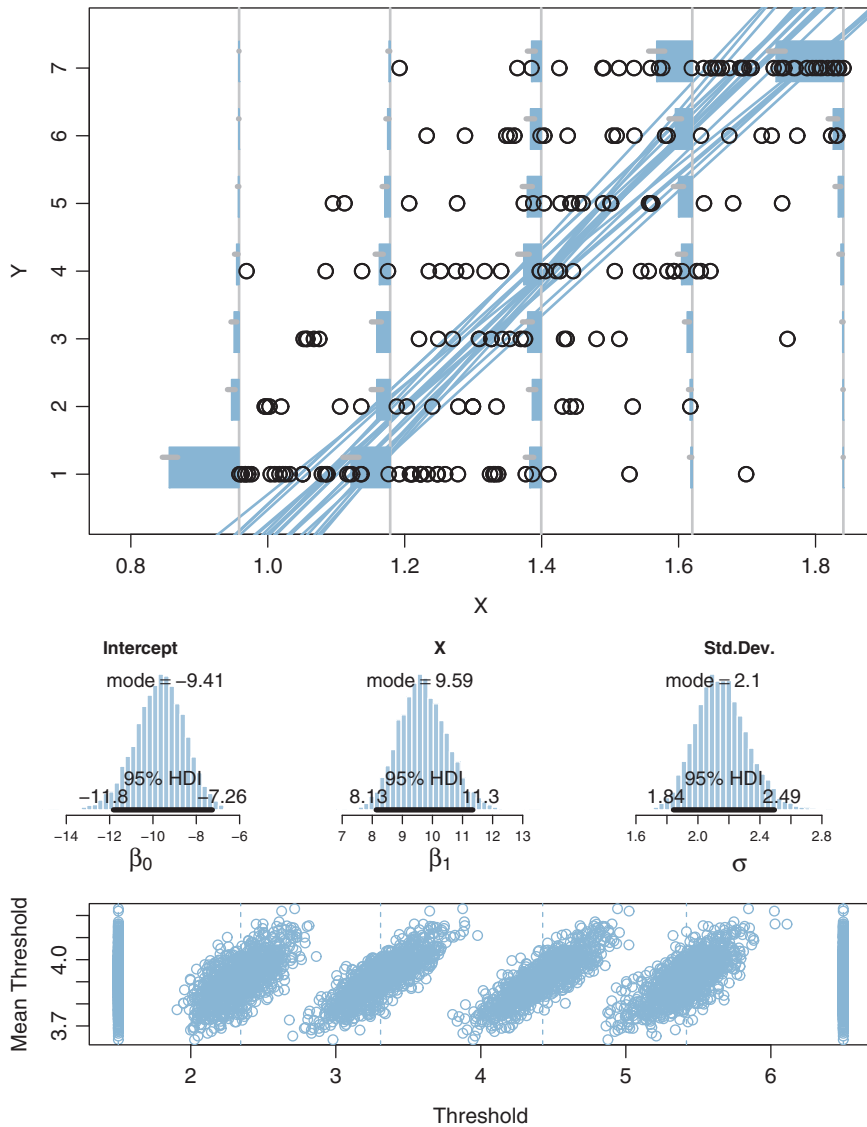 7
6
5
4
3
2
1
Y
0.8 1.0 1.2 1.4 1.6 1.8
X
Intercept
mode = −9.41
95% HDI
−11.8 −7.26
−14 −12 −10 −8 −6
β0
X
mode = 9.59
95% HDI
8.13 11.3
7 8 9 10 11 12 13
β1
Std.Dev.
mode = 2.1
95% HDI
1.84 2.49
1.6 2.0 2.4 2.8
σ
Mean Threshold
4.0
3.7
2 3 4 5 6
Threshold